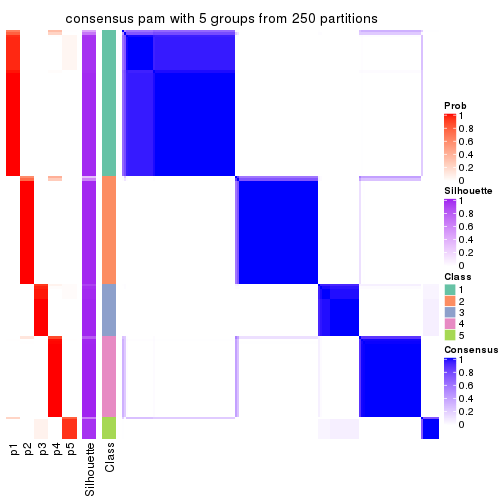 consensus pam with 5 groups from 250 partitions
Prob
1
0.8
0.6
0.4
0.2
0
Silhouette
1
0.8
0.6
0.4
0.2
0
Class
1
2
3
4
5
Consensus
1
0.8
0.6
0.4
0.2
0
p1
p2
p3
p4
p5
Silhouette
Class